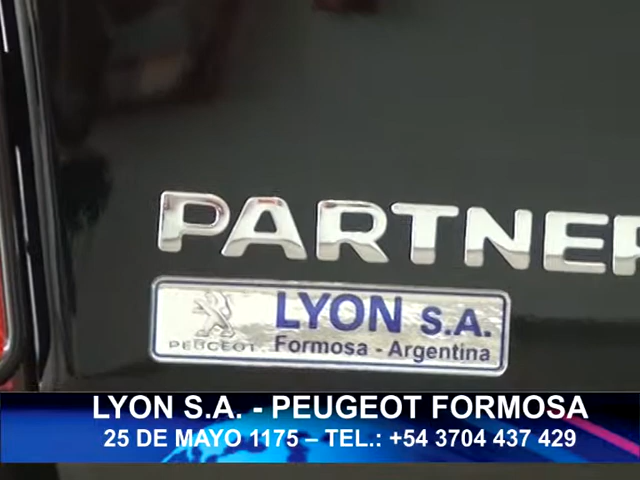 PARTNER
LYON S.A.
PEUGEOT
Formosa - Argentina
LYON S.A. - PEUGEOT FORMOSA
25 DE MAYO 1175 – TEL.: +54 3704 437 429